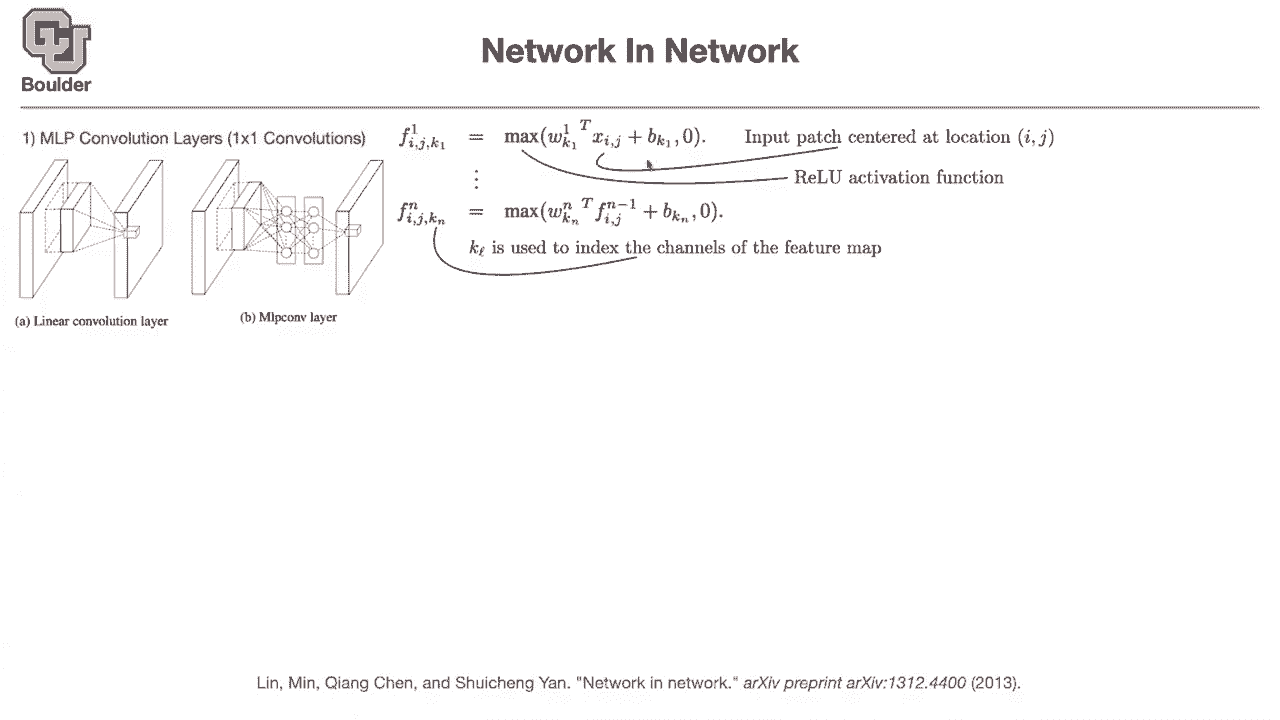 Boulder
Network In Network
1) MLP Convolution Layers (1x1 Convolutions)
f^1_{i,j,k_1} = max(w^1_{k_1}^T x_{i,j} + b_{k_1}, 0).
Input patch centered at location (i, j)
⋮
ReLU activation function
f^n_{i,j,k_n} = max(w^n_{k_n}^T f^{n-1}_{i,j} + b_{k_n}, 0).
k_ℓ is used to index the channels of the feature map
(a) Linear convolution layer
(b) Mlpconv layer
Lin, Min, Qiang Chen, and Shuicheng Yan. "Network in network." arXiv preprint arXiv:1312.4400 (2013).